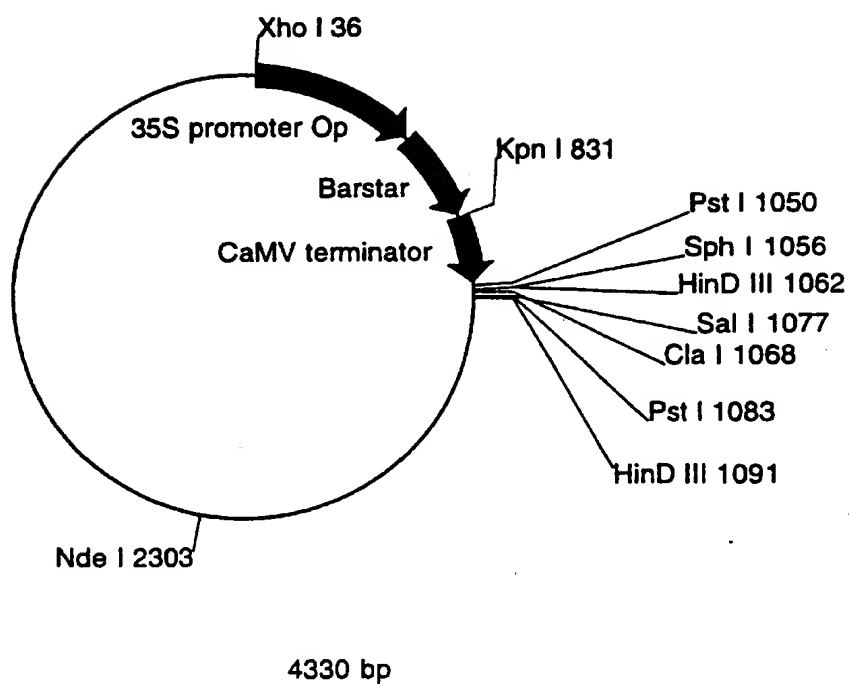 Xho I 36
35S promoter Op
Kpn I 831
Barstar
Pst I 1050
CaMV terminator
Sph I 1056
HinD III 1062
Sal I 1077
Cla I 1068
Pst I 1083
HinD III 1091
Nde I 2303
4330 bp